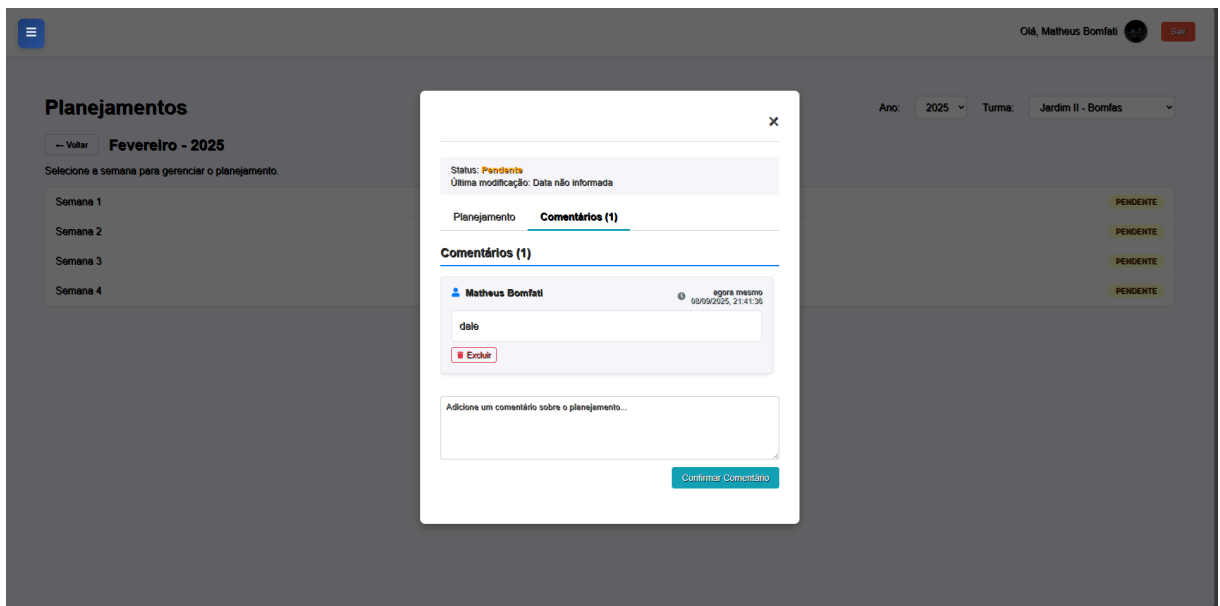 Olá, Matheus Bomfati
Sair
Planejamentos
Ano: 2025 Turma: Jardim II - Bomfas
← Voltar Fevereiro - 2025
Selecione a semana para gerenciar o planejamento.
Semana 1 PENDENTE
Semana 2 PENDENTE
Semana 3 PENDENTE
Semana 4 PENDENTE
×
Status: Pendente
Última modificação: Data não informada
Planejamento Comentários (1)
Comentários (1)
Matheus Bomfati
agora mesmo
08/09/2025, 21:41:36
dale
Excluir
Adicione um comentário sobre o planejamento...
Confirmar Comentário